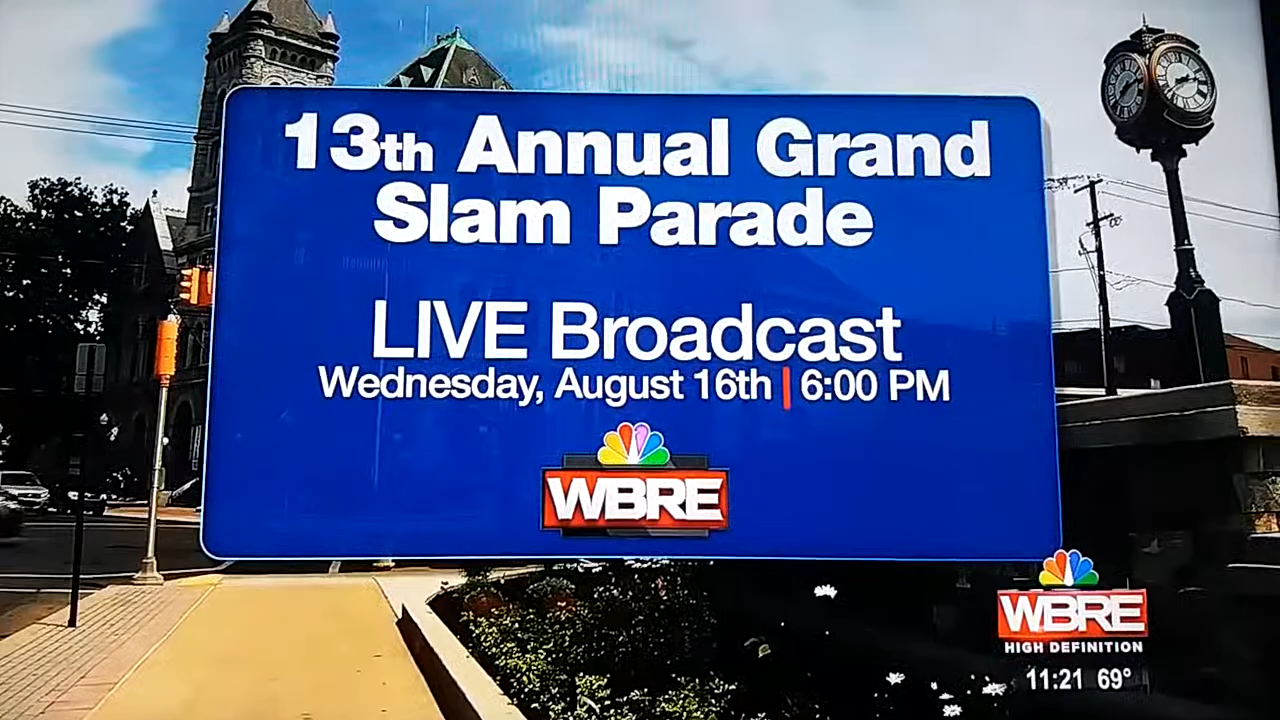 13th Annual Grand
Slam Parade
LIVE Broadcast
Wednesday, August 16th | 6:00 PM
WBRE
WBRE
HIGH DEFINITION
11:21 69°